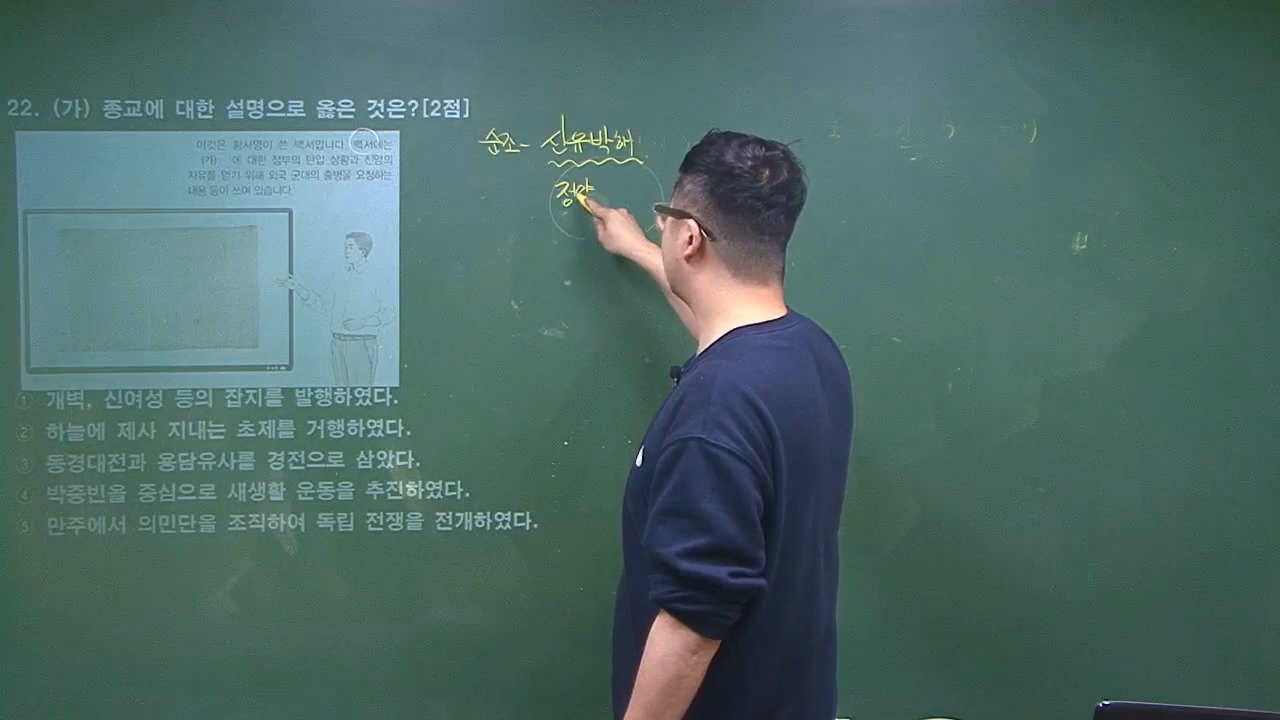 22. (가) 종교에 대한 설명으로 옳은 것은?[2점]
이것은 황사영이 쓴 백서입니다. 백서에는
(가) 에 대한 정부의 탄압 상황과 신앙의
자유를 얻기 위해 외국 군대의 출병을 요청하는
내용 등이 쓰여 있습니다.
① 개벽, 신여성 등의 잡지를 발행하였다.
② 하늘에 제사 지내는 초제를 거행하였다.
③ 동경대전과 용담유사를 경전으로 삼았다.
④ 박중빈을 중심으로 새생활 운동을 추진하였다.
⑤ 만주에서 의민단을 조직하여 독립 전쟁을 전개하였다.
순조- 신유박해
정약